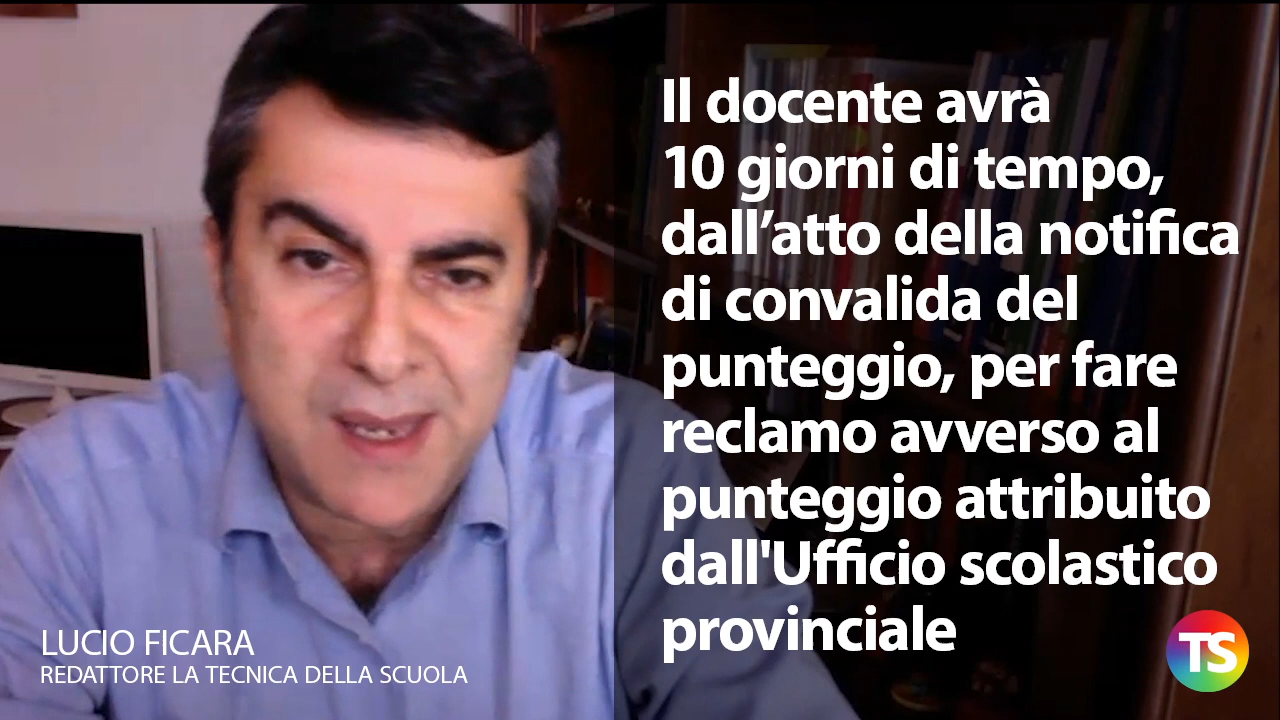 Il docente avrà
10 giorni di tempo,
dall’atto della notifica
di convalida del
punteggio, per fare
reclamo avverso al
punteggio attribuito
dall'Ufficio scolastico
provinciale
LUCIO FICARA
REDATTORE LA TECNICA DELLA SCUOLA
TS